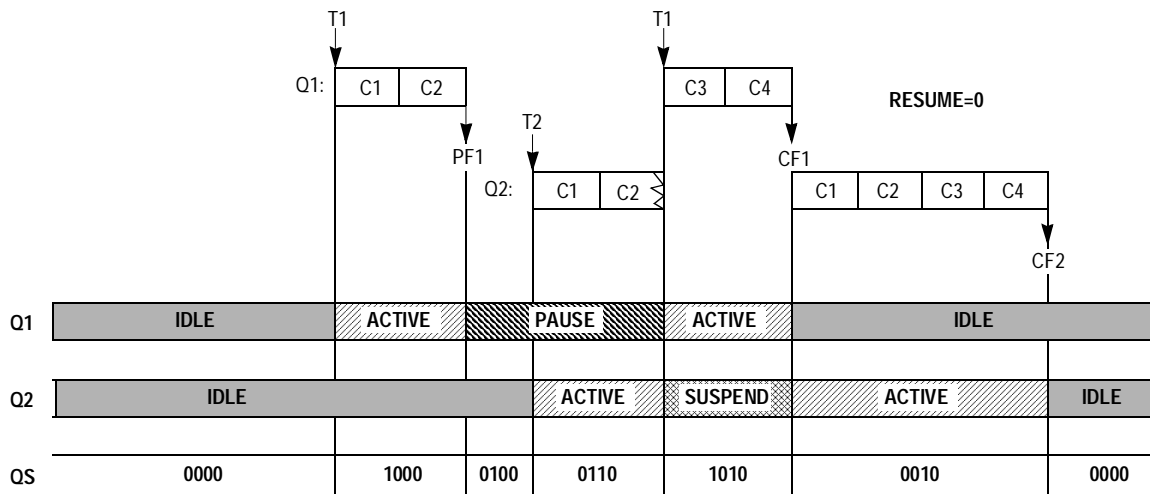 T1 T1
Q1: C1 C2 C3 C4
RESUME=0
T2
PF1 CF1
Q2: C1 C2 C1 C2 C3 C4
CF2
Q1 IDLE ACTIVE PAUSE ACTIVE IDLE
Q2 IDLE ACTIVE SUSPEND ACTIVE IDLE
QS 0000 1000 0100 0110 1010 0010 0000